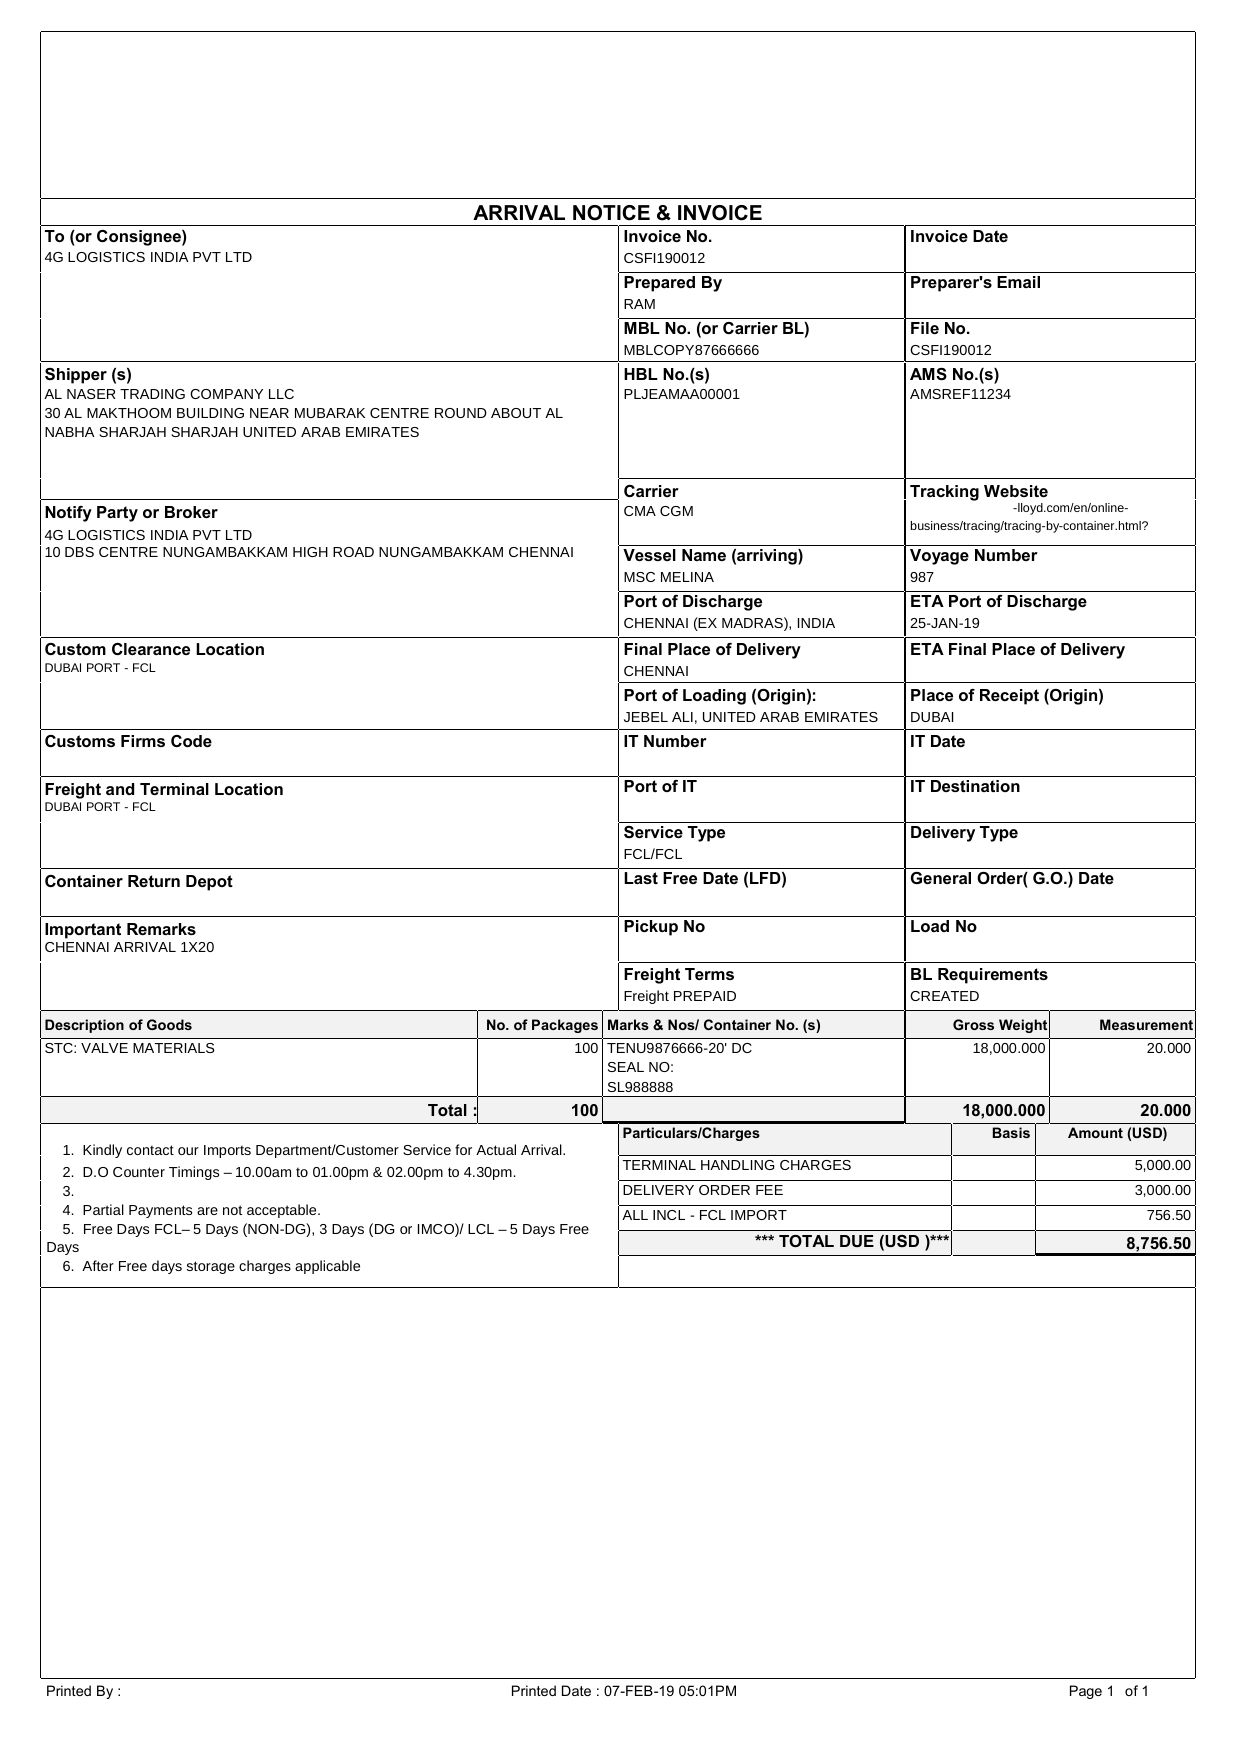 ARRIVAL NOTICE & INVOICE
To (or Consignee)
4G LOGISTICS INDIA PVT LTD
Invoice No.
CSFI190012
Invoice Date
Prepared By
RAM
Preparer's Email
MBL No. (or Carrier BL)
MBLCOPY87666666
File No.
CSFI190012
Shipper (s)
AL NASER TRADING COMPANY LLC
30 AL MAKTHOOM BUILDING NEAR MUBARAK CENTRE ROUND ABOUT AL
NABHA SHARJAH SHARJAH UNITED ARAB EMIRATES
HBL No.(s)
PLJEAMAA00001
AMS No.(s)
AMSREF11234
Carrier
CMA CGM
Tracking Website
-lloyd.com/en/online-
business/tracing/tracing-by-container.html?
Notify Party or Broker
4G LOGISTICS INDIA PVT LTD
10 DBS CENTRE NUNGAMBAKKAM HIGH ROAD NUNGAMBAKKAM CHENNAI
Vessel Name (arriving)
MSC MELINA
Voyage Number
987
Port of Discharge
CHENNAI (EX MADRAS), INDIA
ETA Port of Discharge
25-JAN-19
Custom Clearance Location
DUBAI PORT - FCL
Final Place of Delivery
CHENNAI
ETA Final Place of Delivery
Port of Loading (Origin):
JEBEL ALI, UNITED ARAB EMIRATES
Place of Receipt (Origin)
DUBAI
Customs Firms Code
IT Number
IT Date
Freight and Terminal Location
DUBAI PORT - FCL
Port of IT
IT Destination
Service Type
FCL/FCL
Delivery Type
Container Return Depot
Last Free Date (LFD)
General Order( G.O.) Date
Important Remarks
CHENNAI ARRIVAL 1X20
Pickup No
Load No
Freight Terms
Freight PREPAID
BL Requirements
CREATED
Description of Goods No. of Packages Marks & Nos/ Container No. (s) Gross Weight Measurement
STC: VALVE MATERIALS 100 TENU9876666-20' DC 18,000.000 20.000
SEAL NO:
SL988888
Total : 100 18,000.000 20.000
1. Kindly contact our Imports Department/Customer Service for Actual Arrival.
2. D.O Counter Timings – 10.00am to 01.00pm & 02.00pm to 4.30pm.
3.
4. Partial Payments are not acceptable.
5. Free Days FCL– 5 Days (NON-DG), 3 Days (DG or IMCO)/ LCL – 5 Days Free
Days
6. After Free days storage charges applicable
Particulars/Charges Basis Amount (USD)
TERMINAL HANDLING CHARGES 5,000.00
DELIVERY ORDER FEE 3,000.00
ALL INCL - FCL IMPORT 756.50
*** TOTAL DUE (USD )*** 8,756.50
Printed By : Printed Date : 07-FEB-19 05:01PM Page 1 of 1